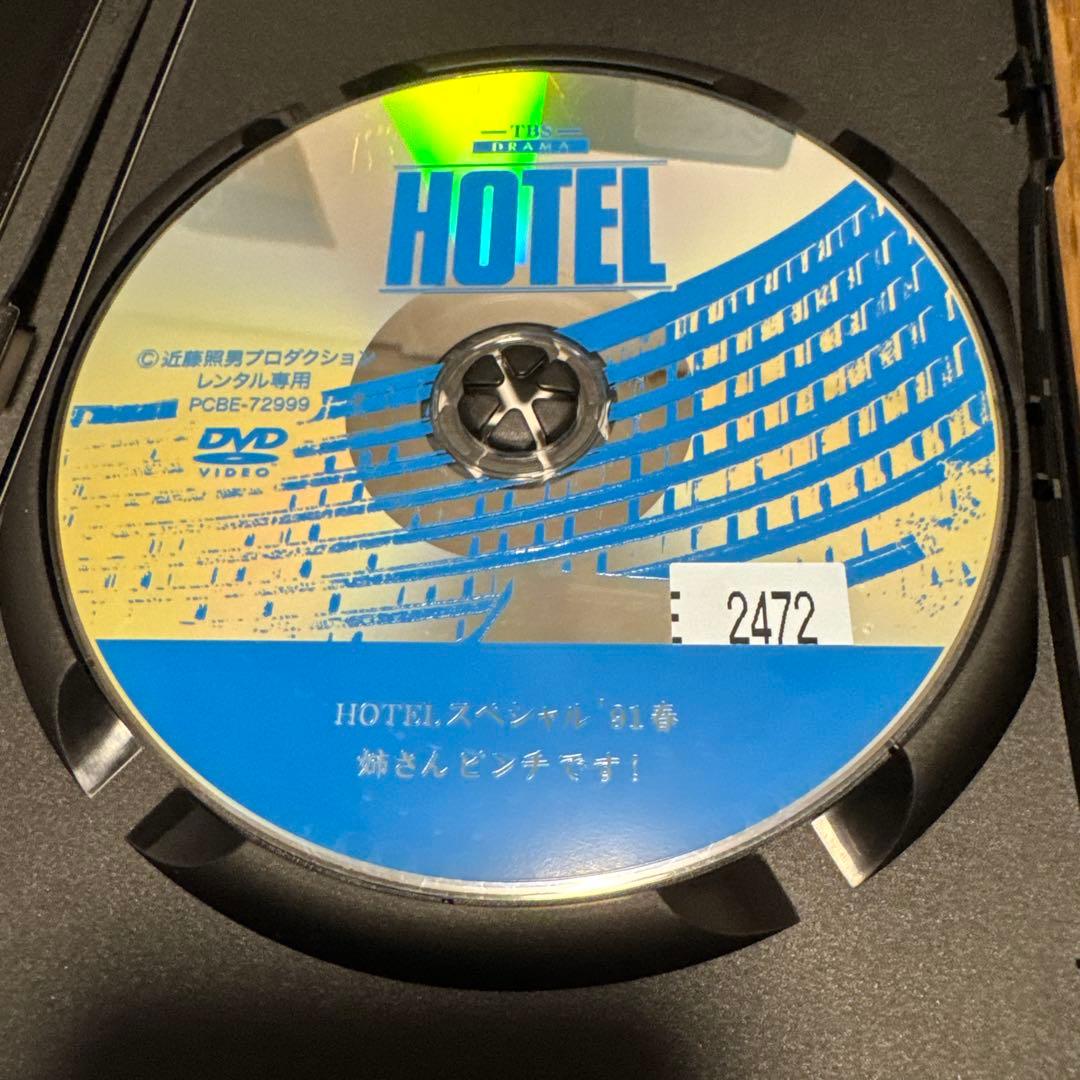 TBS
DRAMA
HOTEL
©近藤照男プロダクション
レンタル専用
PCBE-72999
DVD
VIDEO
2472
HOTELスペシャル'91春
姉さんピンチです!